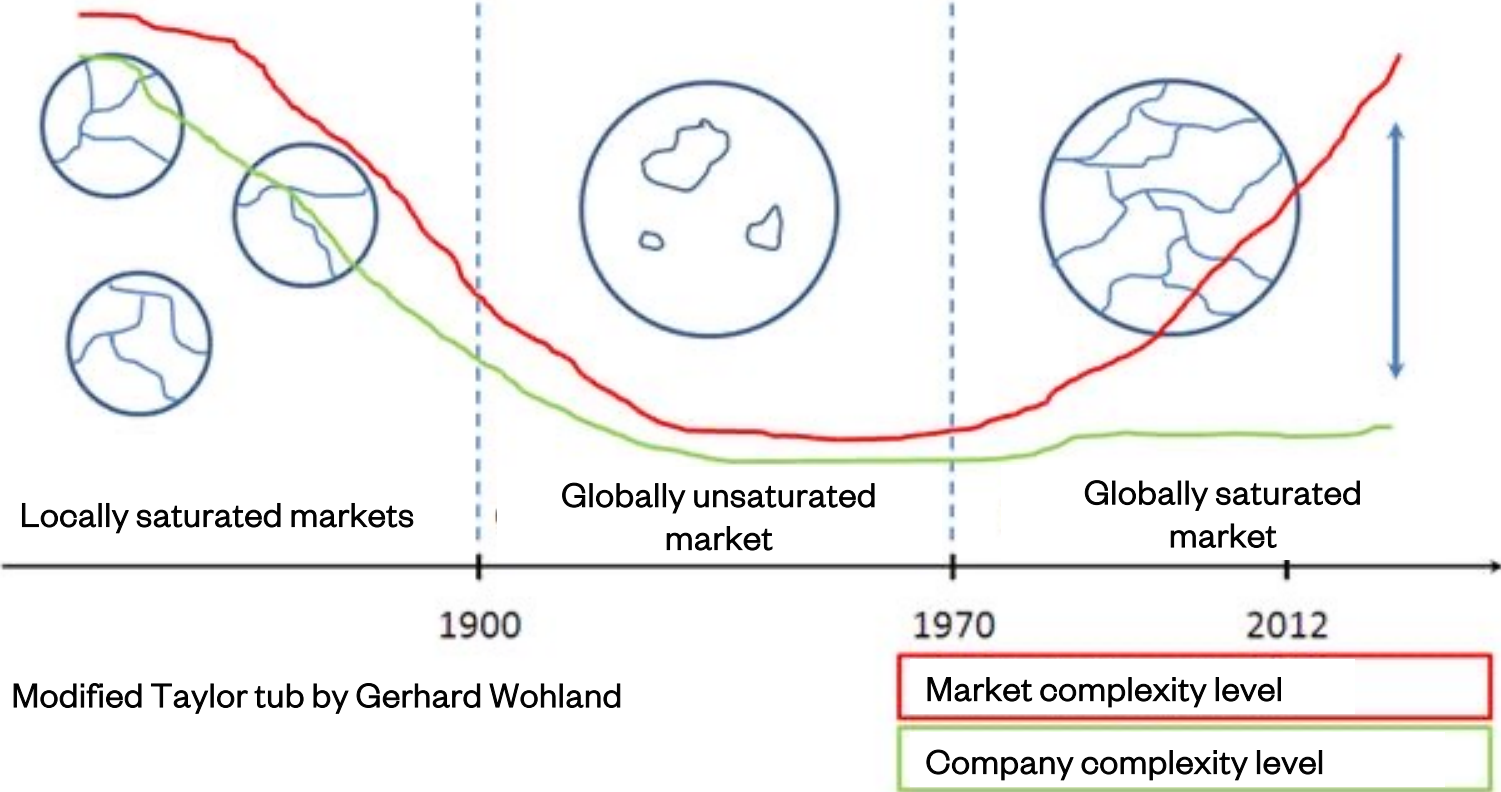 Locally saturated markets
Globally unsaturated
market
Globally saturated
market
1900
1970
2012
Modified Taylor tub by Gerhard Wohland
Market complexity level
Company complexity level